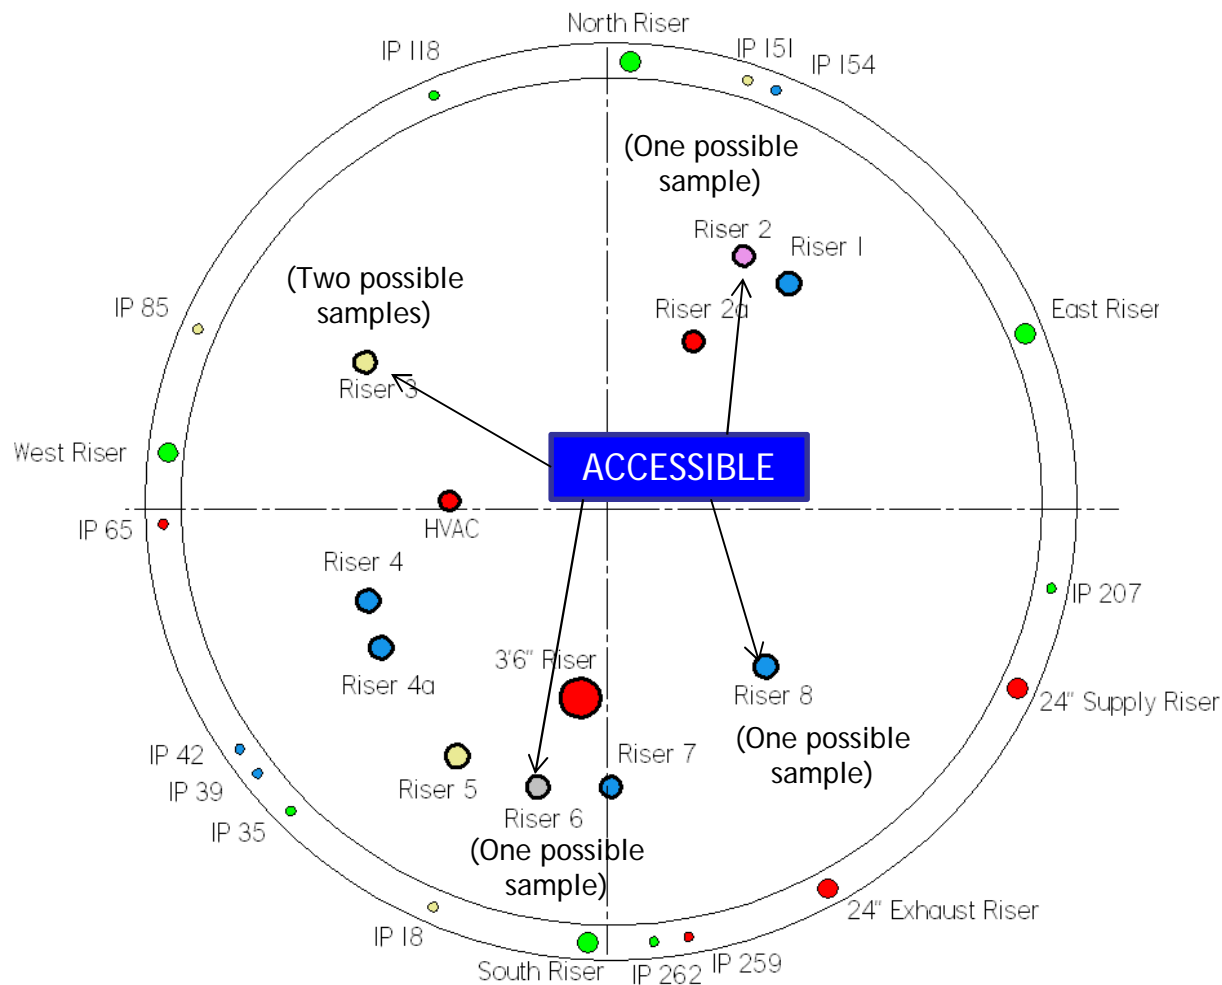 North Riser
IP 118
IP 151
IP 154
(One possible
sample)
Riser 2
Riser 1
(Two possible
samples)
IP 85
Riser 2a
East Riser
Riser 3
West Riser
ACCESSIBLE
IP 65
HVAC
Riser 4
IP 207
3'6" Riser
Riser 4a
Riser 8
24" Supply Riser
(One possible
sample)
IP 42
Riser 7
IP 39
Riser 5
IP 35
Riser 6
(One possible
sample)
24" Exhaust Riser
IP 18
South Riser
IP 262
IP 259